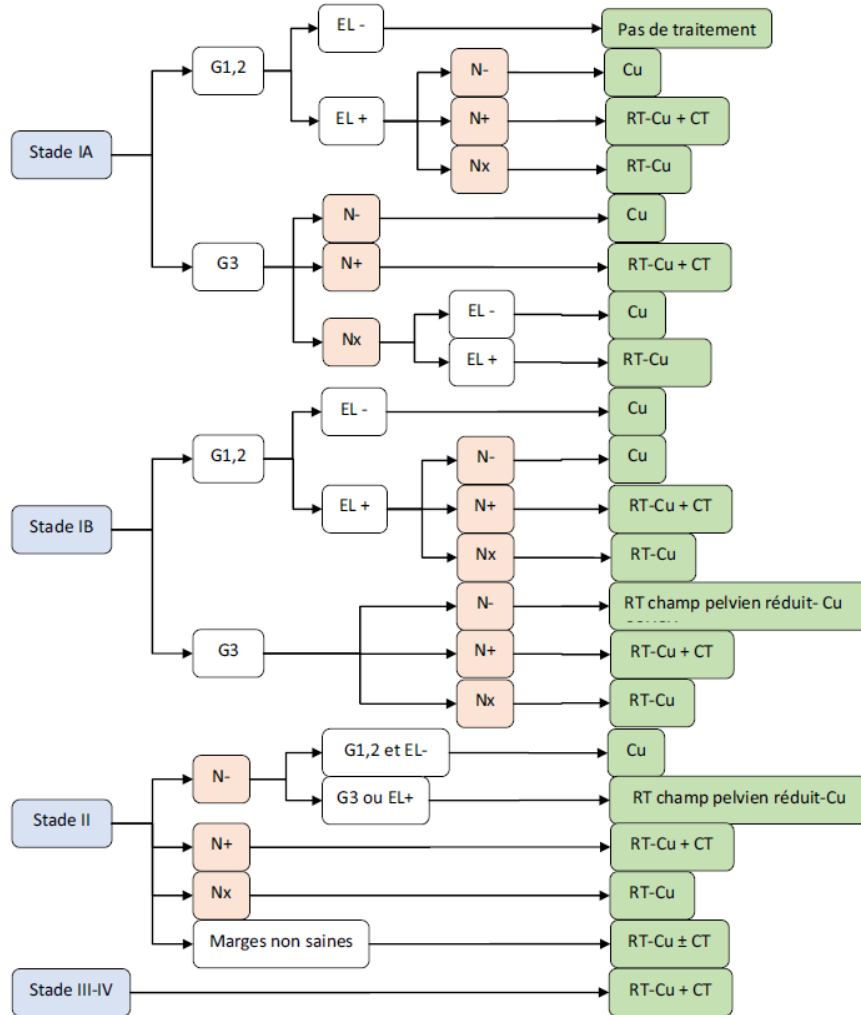 EL -
Pas de traitement
G1,2
N-
Cu
EL +
N+
RT-Cu + CT
Stade IA
Nx
RT-Cu
N-
Cu
G3
N+
RT-Cu + CT
EL -
Cu
Nx
EL +
RT-Cu
EL -
Cu
G1,2
N-
Cu
EL +
N+
RT-Cu + CT
Stade IB
Nx
RT-Cu
N-
RT champ pelvien réduit- Cu
G3
N+
RT-Cu + CT
Nx
RT-Cu
G1,2 et EL-
Cu
N-
G3 ou EL+
RT champ pelvien réduit-Cu
Stade II
N+
RT-Cu + CT
Nx
RT-Cu
Marges non saines
RT-Cu ± CT
Stade III-IV
RT-Cu + CT